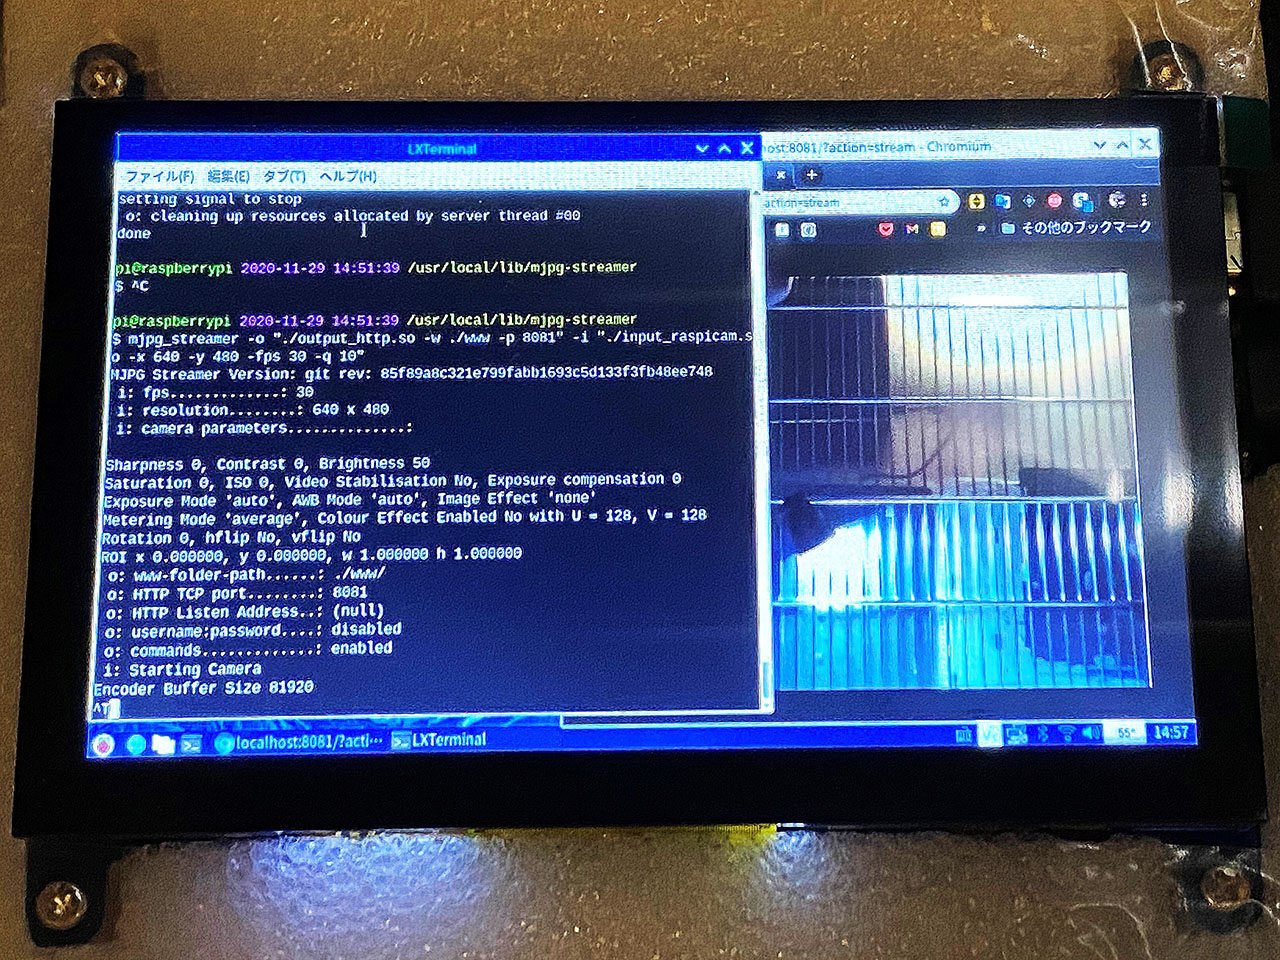 LXTerminal
ファイル(F) 編集(E) タブ(T) ヘルプ(H)
setting signal to stop
o: cleaning up resources allocated by server thread #00
done
pi@raspberrypi 2020-11-29 14:51:39 /usr/local/lib/mjpg-streamer
$ ^C
pi@raspberrypi 2020-11-29 14:51:39 /usr/local/lib/mjpg-streamer
$ mjpg_streamer -o "./output_http.so -w ./www -p 8081" -i "./input_raspicam.s
o -x 640 -y 480 -fps 30 -q 10"
MJPG Streamer Version: git rev: 85f89a8c321e799fabb1693c5d133f3fb48ee748
i: fps.............: 30
i: resolution........: 640 x 480
i: camera parameters..............:
Sharpness 0, Contrast 0, Brightness 50
Saturation 0, ISO 0, Video Stabilisation No, Exposure compensation 0
Exposure Mode 'auto', AWB Mode 'auto', Image Effect 'none'
Metering Mode 'average', Colour Effect Enabled No with U = 128, V = 128
Rotation 0, hflip No, vflip No
ROI x 0.000000, y 0.000000, w 1.000000 h 1.000000
o: www-folder-path......: ./www/
o: HTTP TCP port........: 8081
o: HTTP Listen Address..: (null)
o: username:password....: disabled
o: commands.............: enabled
i: Starting Camera
Encoder Buffer Size 81920
^T
ost:8081/?action=stream - Chromium
action=stream
その他のブックマーク
localhost:8081/?acti...
LXTerminal
55°
14:57